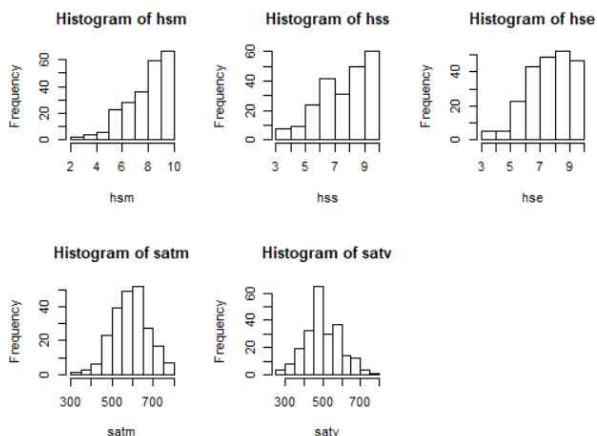 Histogram of hsm
Frequency
0 20 40 60
2 4 6 8 10
hsm
Histogram of hss
Frequency
0 20 40 60
3 5 7 9
hss
Histogram of hse
Frequency
0 20 40
3 5 7 9
hse
Histogram of satm
Frequency
0 20 40
300 500 700
satm
Histogram of satv
Frequency
0 20 40 60
300 500 700
satv